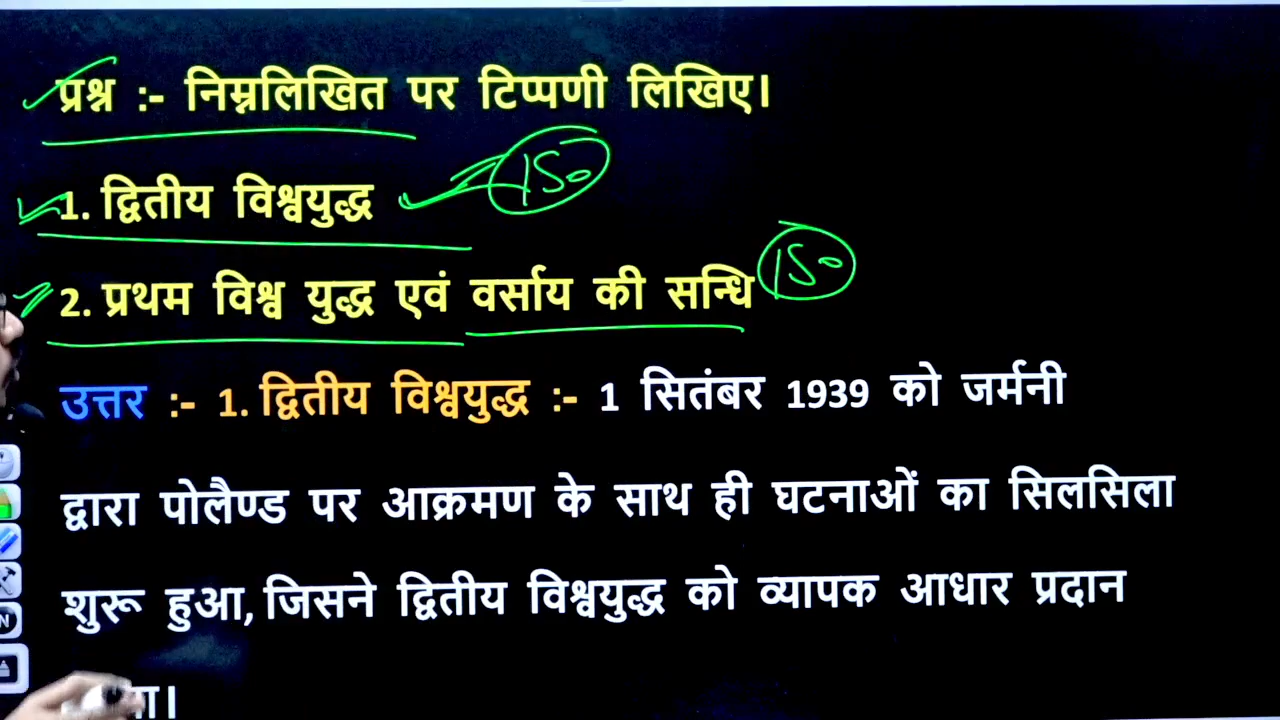 प्रश्न :- निम्नलिखित पर टिप्पणी लिखिए।
1. द्वितीय विश्वयुद्ध 150
2. प्रथम विश्व युद्ध एवं वर्साय की सन्धि 150
उत्तर :- 1. द्वितीय विश्वयुद्ध :- 1 सितंबर 1939 को जर्मनी
द्वारा पोलैण्ड पर आक्रमण के साथ ही घटनाओं का सिलसिला
शुरू हुआ, जिसने द्वितीय विश्वयुद्ध को व्यापक आधार प्रदान